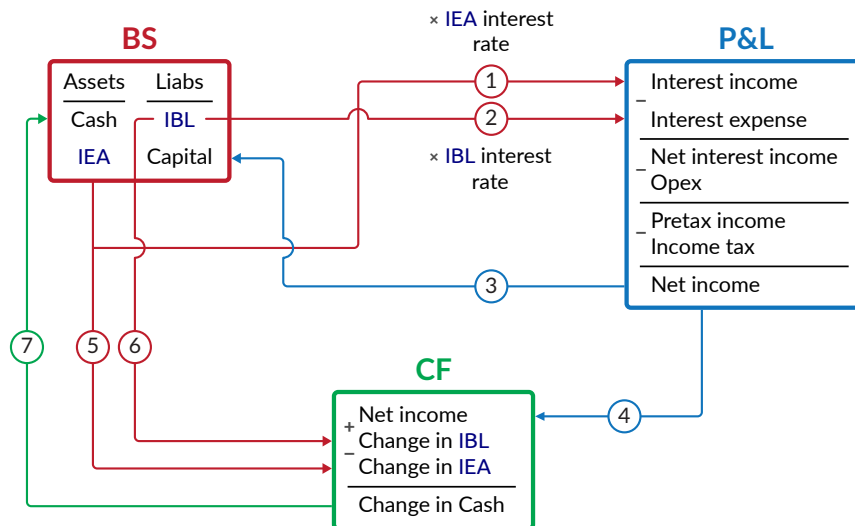 BS
Assets Liabs
Cash IBL
IEA Capital
× IEA interest
rate
1
2
× IBL interest
rate
P&L
Interest income
−
Interest expense
Net interest income
−
Opex
Pretax income
−
Income tax
Net income
3
4
7
5
6
CF
Net income
+
Change in IBL
−
Change in IEA
Change in Cash